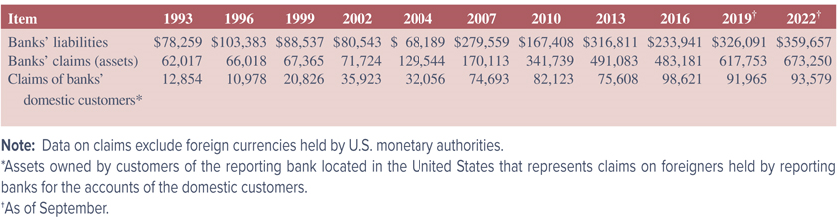 Item 1993 1996 1999 2002 2004 2007 2010 2013 2016 2019† 2022†
Banks' liabilities $78,259 $103,383 $88,537 $80,543 $ 68,189 $279,559 $167,408 $316,811 $233,941 $326,091 $359,657
Banks' claims (assets) 62,017 66,018 67,365 71,724 129,544 170,113 341,739 491,083 483,181 617,753 673,250
Claims of banks' 12,854 10,978 20,826 35,923 32,056 74,693 82,123 75,608 98,621 91,965 93,579
domestic customers*
Note: Data on claims exclude foreign currencies held by U.S. monetary authorities.
*Assets owned by customers of the reporting bank located in the United States that represents claims on foreigners held by reporting
banks for the accounts of the domestic customers.
†As of September.